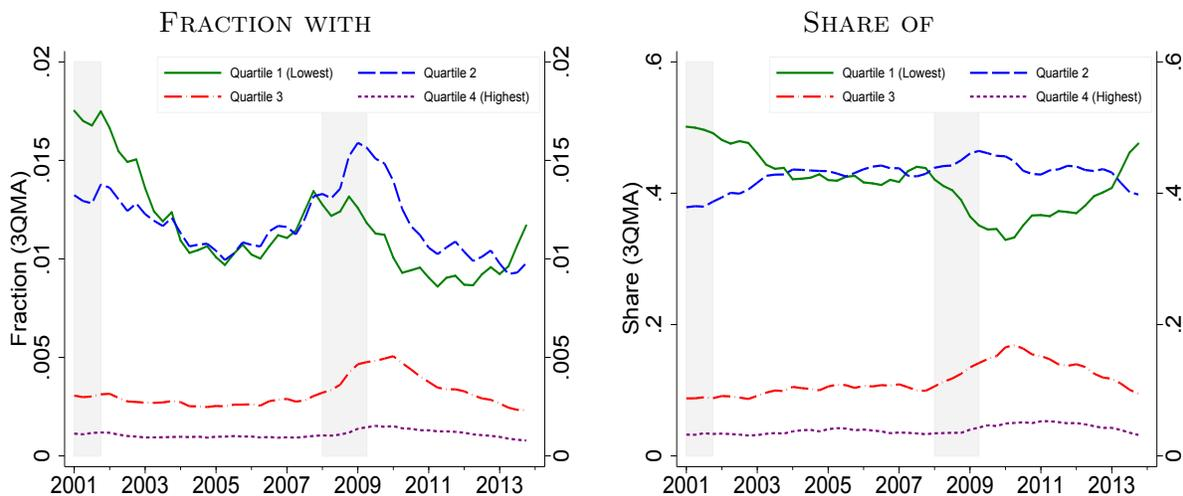 FRACTION WITH
Quartile 1 (Lowest) Quartile 2
Quartile 3 Quartile 4 (Highest)
Fraction (3QMA)
.02
.015
.01
.005
0
.02
.015
.01
.005
0
2001 2003 2005 2007 2009 2011 2013
SHARE OF
Quartile 1 (Lowest) Quartile 2
Quartile 3 Quartile 4 (Highest)
Share (3QMA)
.6
.4
.2
0
.6
.4
.2
0
2001 2003 2005 2007 2009 2011 2013